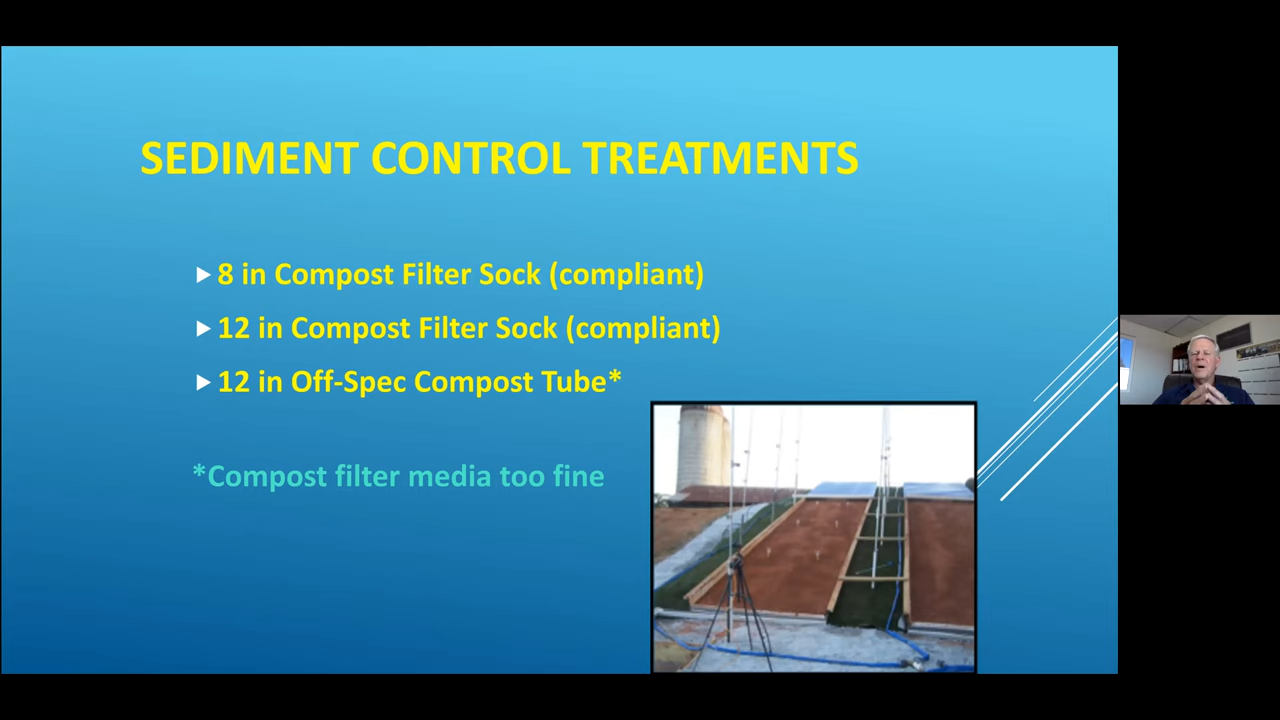 SEDIMENT CONTROL TREATMENTS
8 in Compost Filter Sock (compliant)
12 in Compost Filter Sock (compliant)
12 in Off-Spec Compost Tube*
*Compost filter media too fine